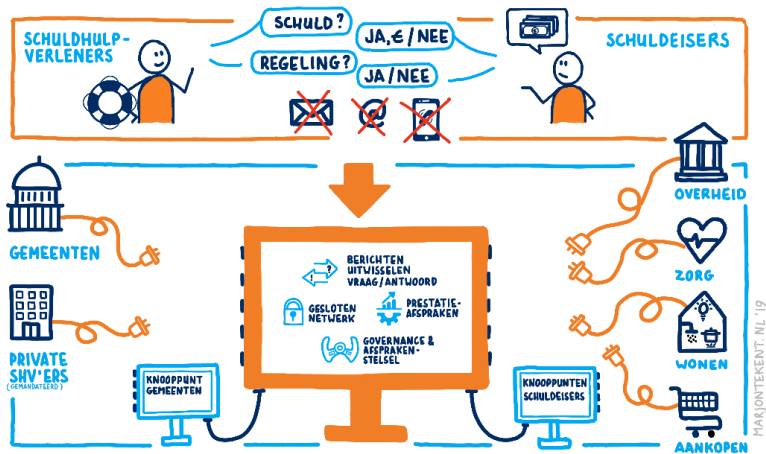 SCHULDHULP-
VERLENERS
SCHULD?
JA, € / NEE
REGELING?
JA / NEE
SCHULDEISERS
@
GEMEENTEN
PRIVATE
SHV'ERS
(GEMANDATEERD)
BERICHTEN
UITWISSELEN
VRAAG/ANTWOORD
?
!
GESLOTEN
NETWERK
PRESTATIE-
AFSPRAKEN
GOVERNANCE &
AFSPRAKEN-
STELSEL
KNOOPPUNT
GEMEENTEN
KNOOPPUNTEN
SCHULDEISERS
OVERHEID
ZORG
WONEN
AANKOPEN
MARJONTEKENT.NL '19